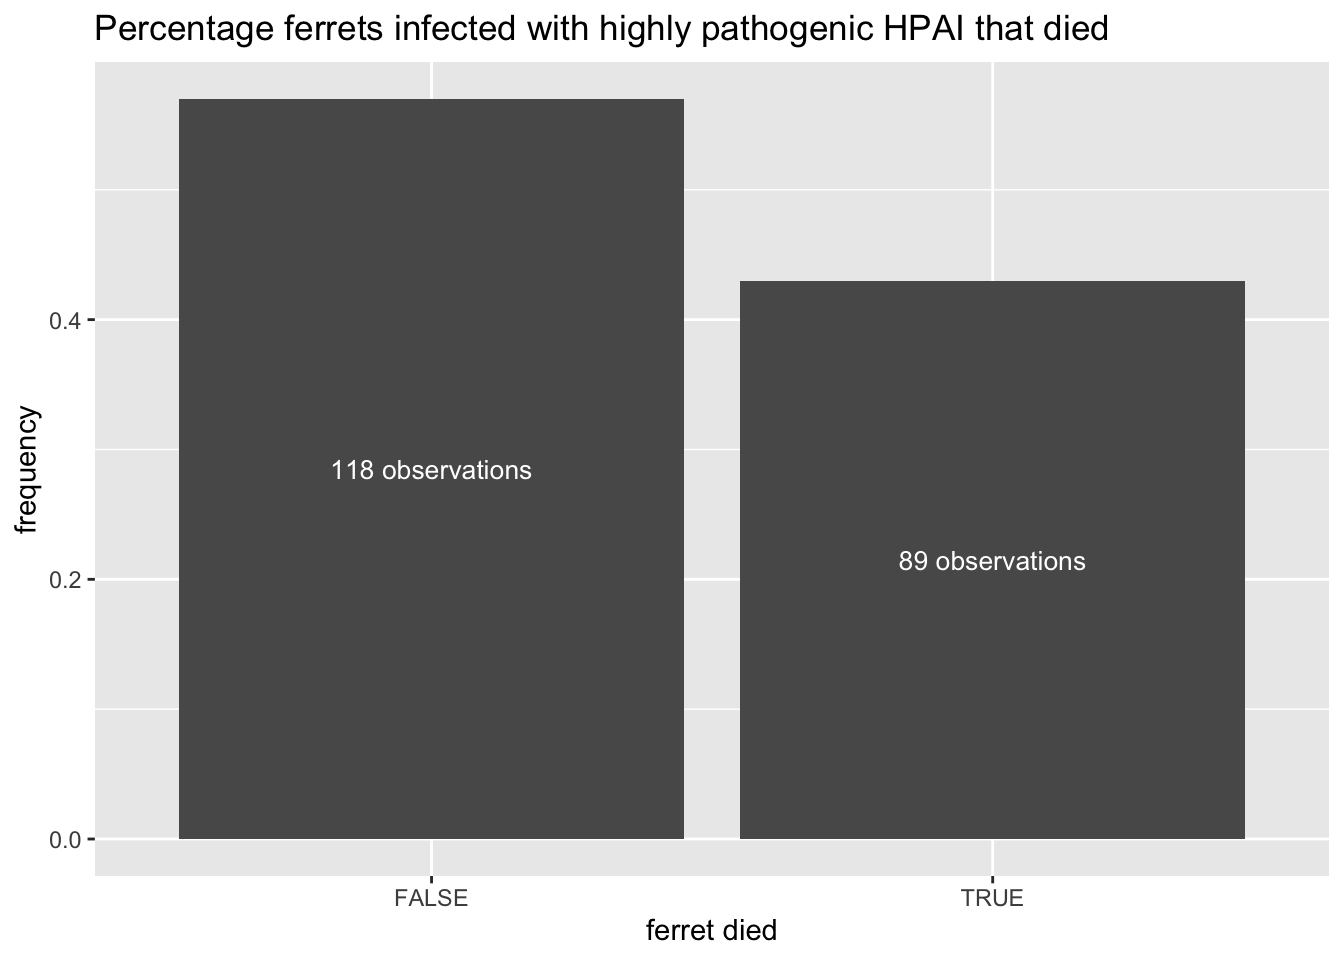 Percentage ferrets infected with highly pathogenic HPAI that died
frequency
0.4
0.2
0.0
118 observations
89 observations
FALSE
TRUE
ferret died